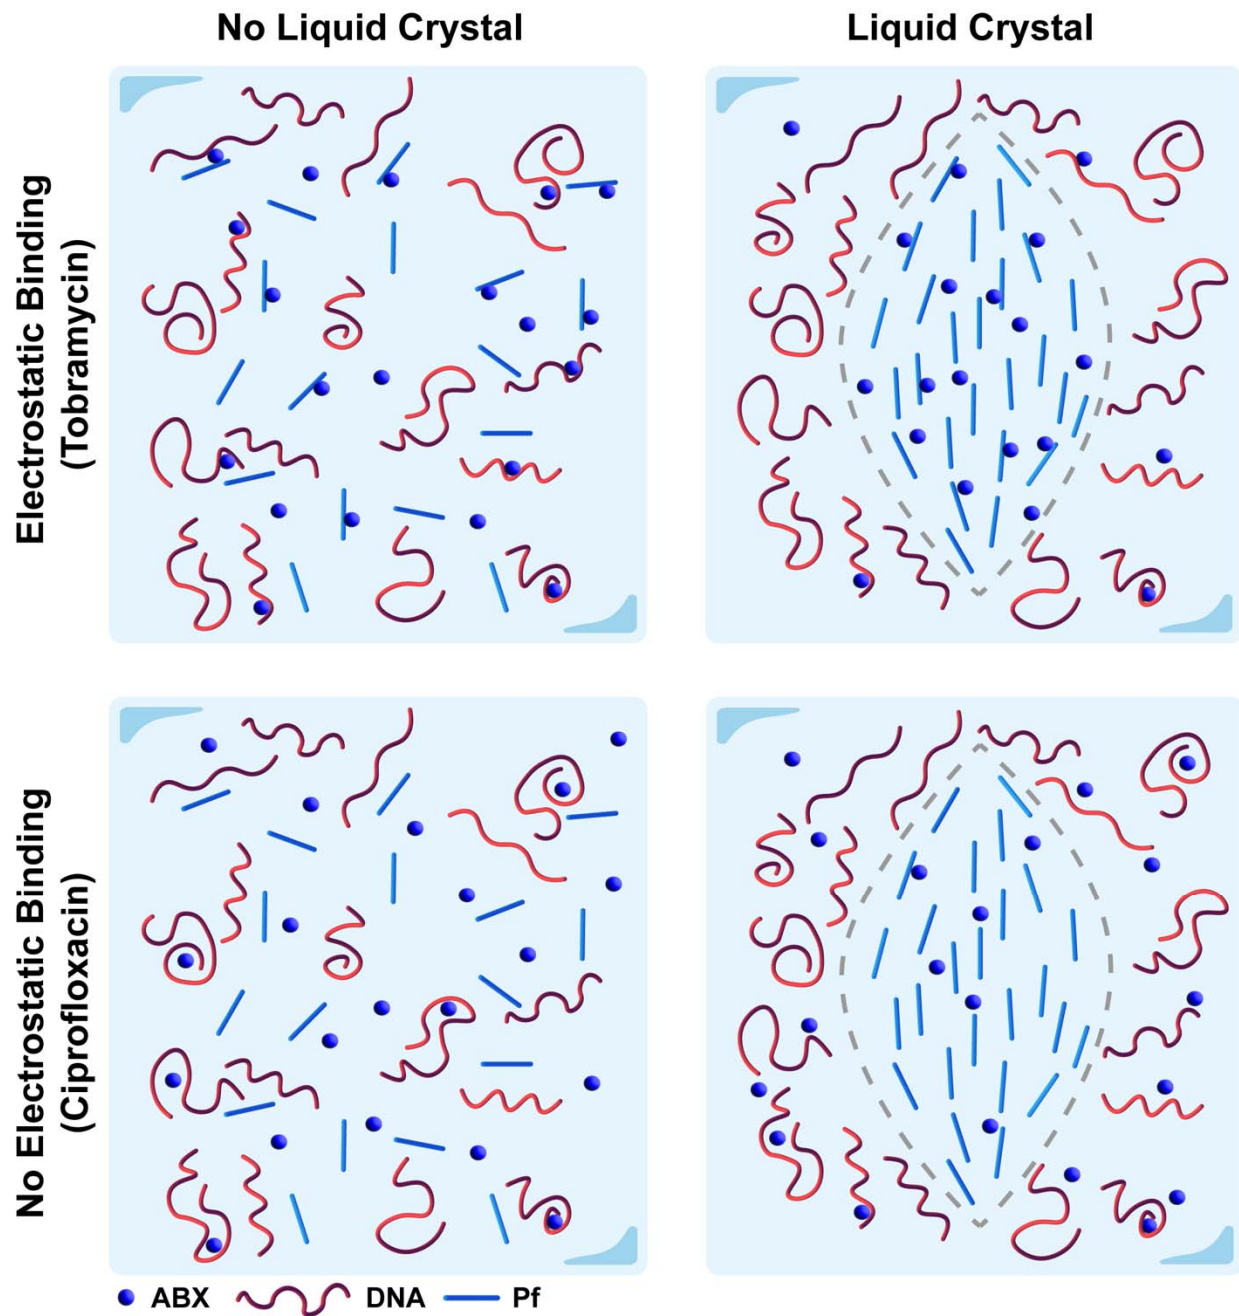 No Liquid Crystal
Liquid Crystal
Electrostatic Binding
(Tobramycin)
No Electrostatic Binding
(Ciprofloxacin)
ABX DNA Pf